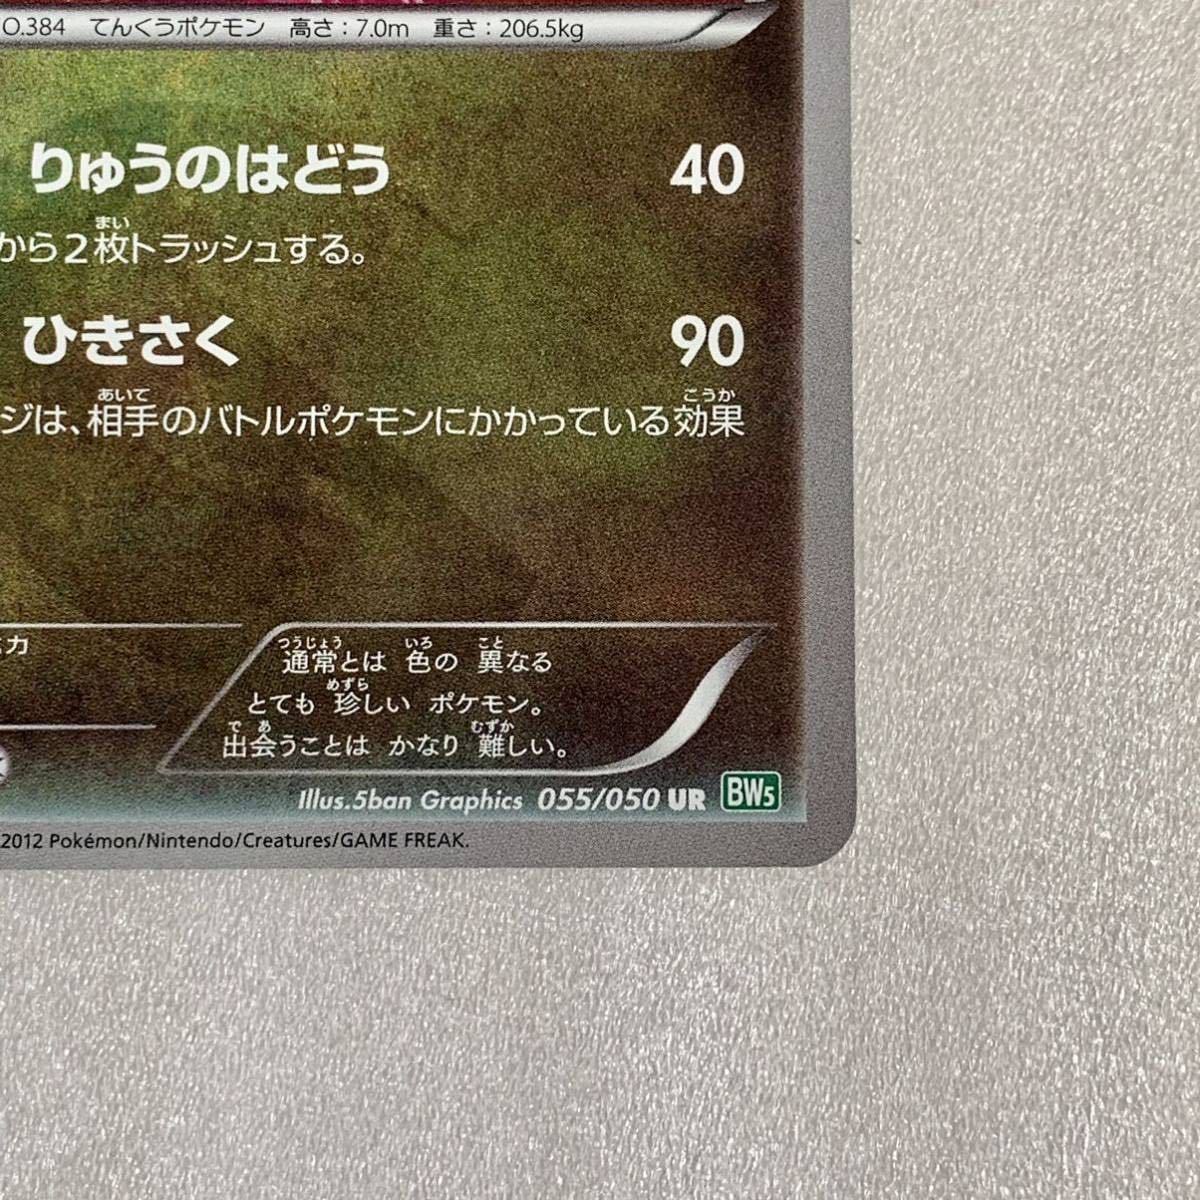 O.384 てんくうポケモン 高さ:7.0m 重さ:206.5kg
りゅうのはどう 40
から2枚トラッシュする。
ひきさく 90
ジは、相手のバトルポケモンにかかっている効果
力
通常とは 色の 異なる
とても 珍しい ポケモン。
出会うことは かなり 難しい。
Illus.5ban Graphics 055/050 UR BW5
2012 Pokémon/Nintendo/Creatures/GAME FREAK.